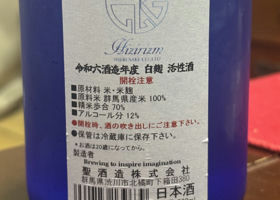 Hizirizm
HIZIRI SAKE CO.,LTD.
令和六酒造年度 白麹 活性酒
開栓注意
■原材料 米・米麹
■原料米 群馬県産米 100%
■精米歩合 70%
■アルコール分 12%
●開栓時、酒の吹き出しにご注意下さい。
●保管は冷蔵庫に保存下さい。
●お酒は20歳になってから。
製造者
Brewing to inspire imagination
聖酒造株式会社
群馬県渋川市北橘町下箱田380
日本酒